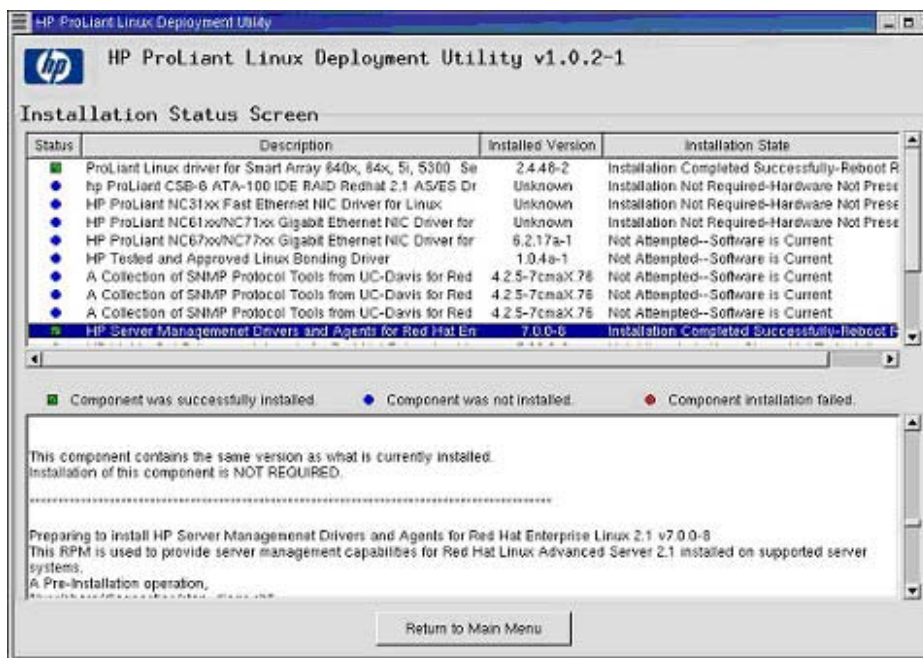 HP ProLiant Linux Deployment Utility
hp
HP ProLiant Linux Deployment Utility v1.0.2-1
Installation Status Screen
Status Description Installed Version Installation State
ProLiant Linux driver for Smart Array 640x, 64x, 5i, 5300 Se 2.4.46-2 Installation Completed Successfully-Reboot R
hp ProLiant CSB-6 ATA-100 IDE RAID Redhat 2.1 AS/ES Dr Unknown Installation Not Required-Hardware Not Prese
HP ProLiant NC31xx Fast Ethernet NIC Driver for Linux Unknown Installation Not Required-Hardware Not Prese
HP ProLiant NC61xx/NC71xx Gigabit Ethernet NIC Driver for Unknown Installation Not Required-Hardware Not Prese
HP ProLiant NC67xx/NC77xx Gigabit Ethernet NIC Driver for 6.2.17a-1 Not Attempted--Software is Current
HP Tested and Approved Linux Bonding Driver 1.0.4a-1 Not Attempted--Software is Current
A Collection of SNMP Protocol Tools from UC-Davis for Red 4.2.5-7cmaX.76 Not Attempted--Software is Current
A Collection of SNMP Protocol Tools from UC-Davis for Red 4.2.5-7cmaX.76 Not Attempted--Software is Current
A Collection of SNMP Protocol Tools from UC-Davis for Red 4.2.5-7cmaX.76 Not Attempted--Software is Current
HP Server Managemenet Drivers and Agents for Red Hat En 7.0.0-8 Installation Completed Successfully-Reboot R
Component was successfully installed. Component was not installed. Component installation failed.
This component contains the same version as what is currently installed.
Installation of this component is NOT REQUIRED.
Preparing to install HP Server Managemenet Drivers and Agents for Red Hat Enterprise Linux 2.1 v7.0.0-8
This RPM is used to provide server management capabilities for Red Hat Linux Advanced Server 2.1 installed on supported server
systems.
A Pre-Installation operation,
Return to Main Menu